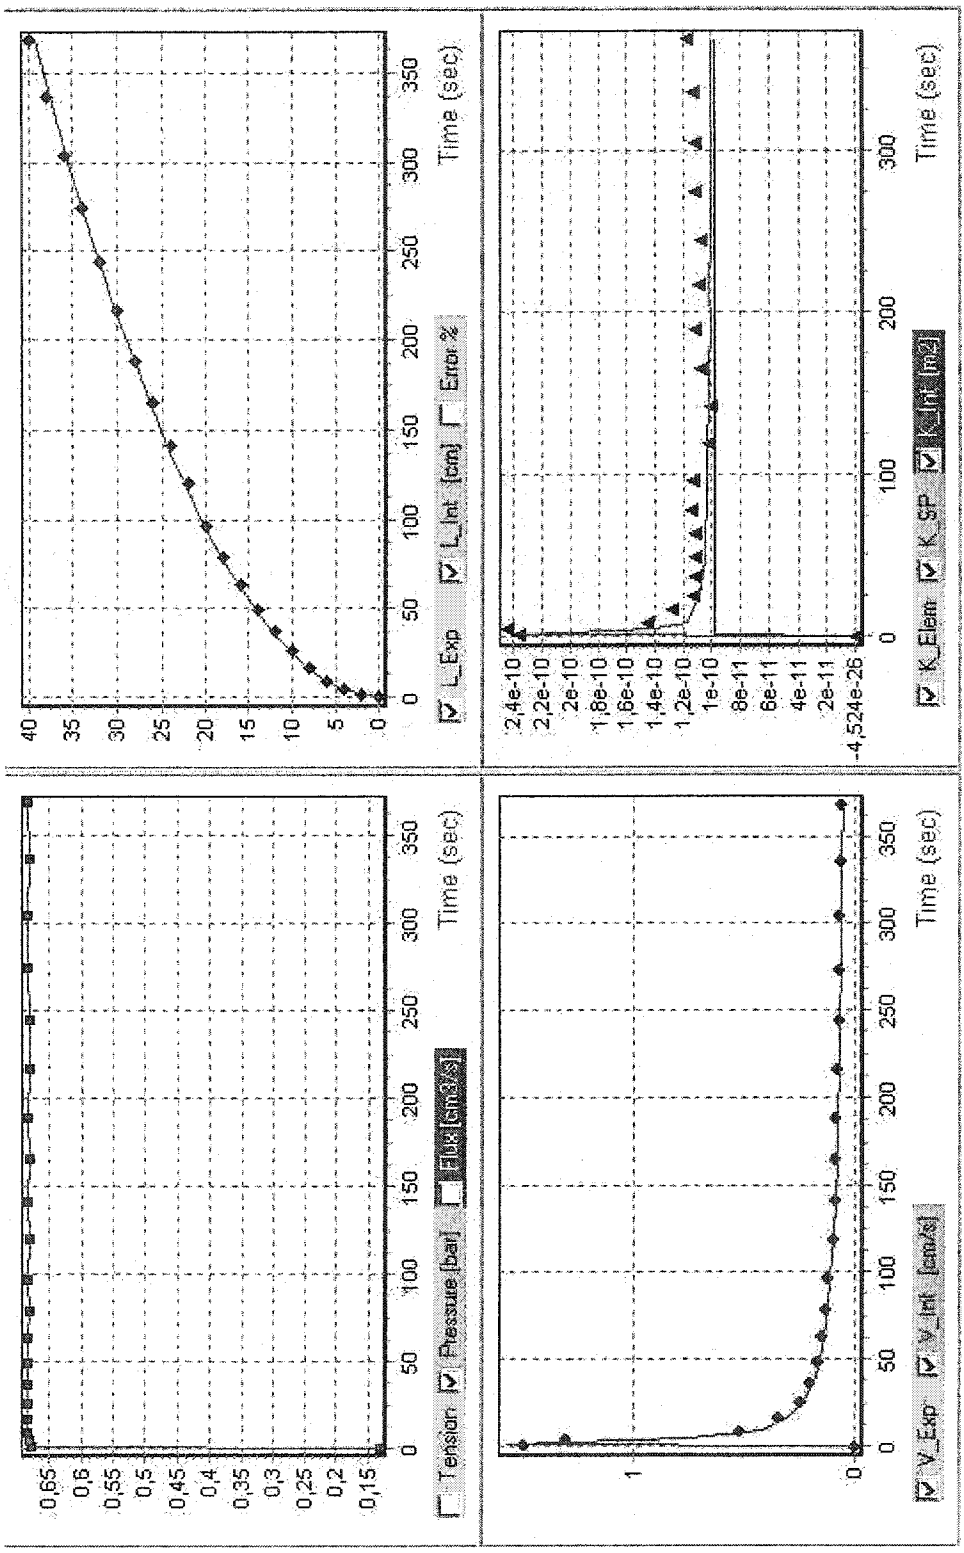 0,65
0,6
0,55
0,5
0,45
0,4
0,35
0,3
0,25
0,2
0,15
0 50 100 150 200 250 300 350
Time (sec)
Tension Pressure [bar] Flux [cm3/s]
40
35
30
25
20
15
10
5
0
0 50 100 150 200 250 300 350
Time (sec)
L_Exp L_Int [cm] Error %
1
0
0 50 100 150 200 250 300 350
Time (sec)
V_Exp V_Int [cm/s]
2,4e-10
2,2e-10
2e-10
1,8e-10
1,6e-10
1,4e-10
1,2e-10
1e-10
8e-11
6e-11
4e-11
2e-11
-4,524e-26
0 100 200 300
Time (sec)
K_Elem K_SP K_Int [m2]